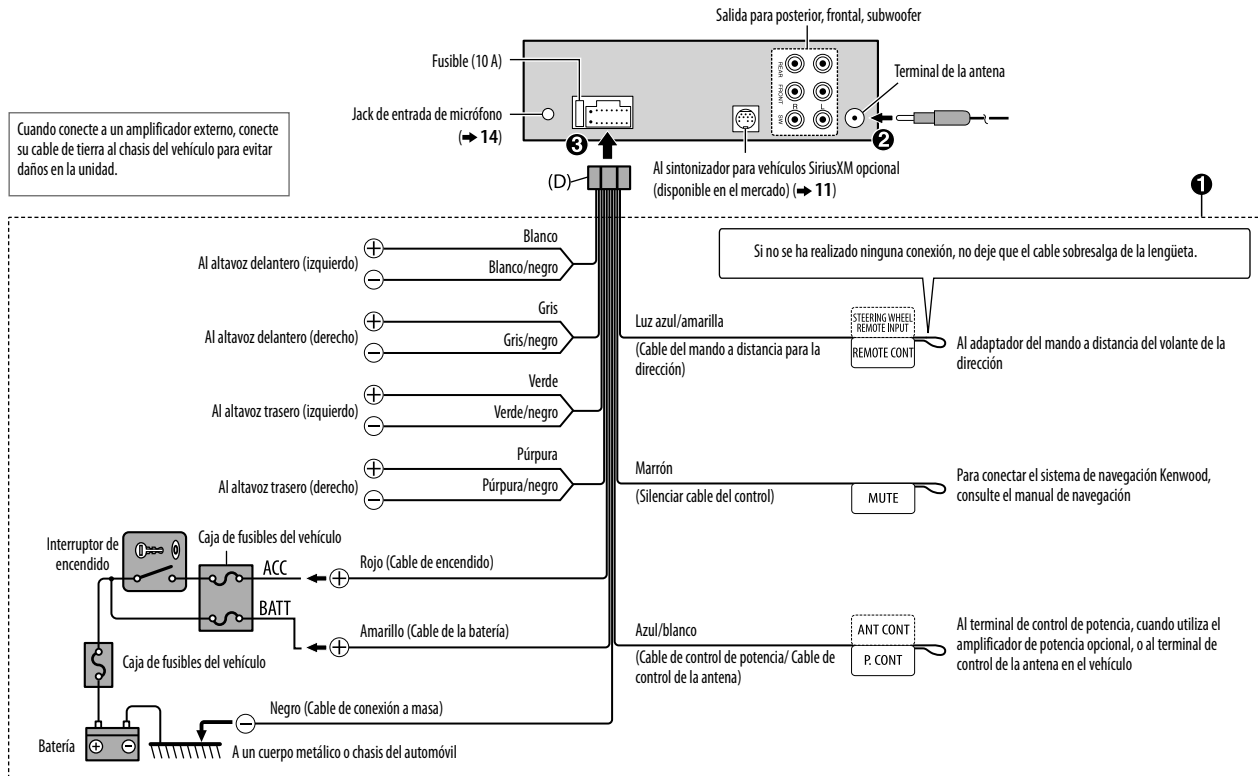 Salida para posterior, frontal, subwoofer
Fusible (10 A)
Terminal de la antena
Jack de entrada de micrófono
(➜ 14)
REAR
FRONT
R
L
SW
❸
❷
Cuando conecte a un amplificador externo, conecte
su cable de tierra al chasis del vehículo para evitar
daños en la unidad.
(D)
Al sintonizador para vehículos SiriusXM opcional
(disponible en el mercado) (➜ 11)
❶
Blanco
Al altavoz delantero (izquierdo)
Blanco/negro
Si no se ha realizado ninguna conexión, no deje que el cable sobresalga de la lengüeta.
Gris
Al altavoz delantero (derecho)
Gris/negro
Luz azul/amarilla
(Cable del mando a distancia para la
dirección)
STEERING WHEEL
REMOTE INPUT
REMOTE CONT
Al adaptador del mando a distancia del volante de la
dirección
Verde
Al altavoz trasero (izquierdo)
Verde/negro
Púrpura
Al altavoz trasero (derecho)
Púrpura/negro
Marrón
(Silenciar cable del control)
MUTE
Para conectar el sistema de navegación Kenwood,
consulte el manual de navegación
Interruptor de
encendido
Caja de fusibles del vehículo
ACC
Rojo (Cable de encendido)
BATT
Amarillo (Cable de la batería)
Azul/blanco
(Cable de control de potencia/ Cable de
control de la antena)
ANT CONT
P. CONT
Al terminal de control de potencia, cuando utiliza el
amplificador de potencia opcional, o al terminal de
control de la antena en el vehículo
Caja de fusibles del vehículo
Negro (Cable de conexión a masa)
Batería
A un cuerpo metálico o chasis del automóvil